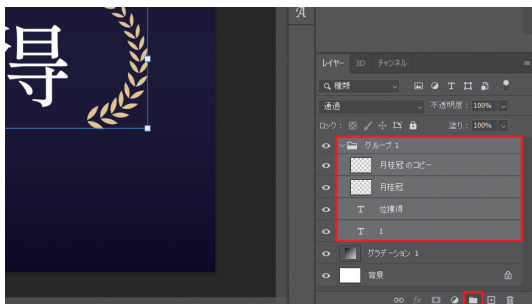 得
A
レイヤー 3D チャンネル
種類
T
通過 不透明度： 100%
ロック： 塗り： 100%
グループ 1
月桂冠 のコピー
月桂冠
T 位獲得
T 1
グラデーション 1
背景
fx